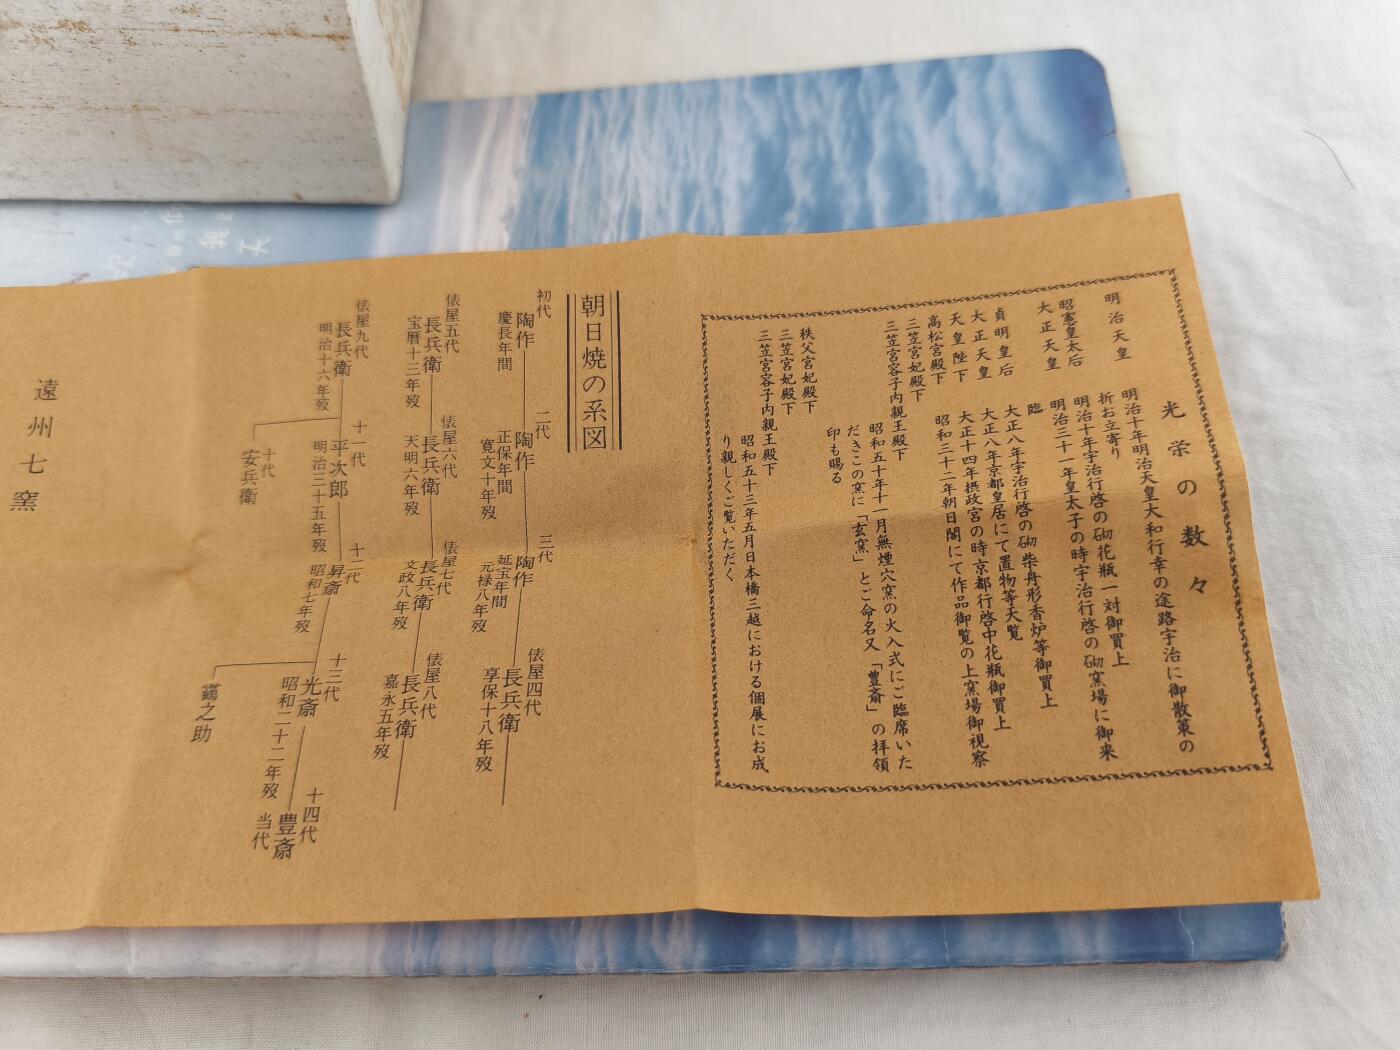 光栄の数々
明治天皇
明治十年明治天皇大和行幸の途路宇治に御散策の
折お立寄り
昭憲皇太后
明治十年宇治行啓の砌花瓶一対御買上
大正天皇
明治三十一年皇太子の時宇治行啓の砌窯場に御来
臨
貞明皇后
大正八年宇治行啓の砌柴舟形香炉等御買上
大正天皇
大正八年京都皇居にて置物等天覧
天皇陛下
大正十四年摂政宮の時京都行啓中花瓶御買上
高松宮殿下
昭和三十二年朝日閣にて作品御覧の上窯場御視察
三笠宮妃殿下
三笠宮容子内親王殿下
昭和五十年十一月無煙穴窯の火入式にご臨席いた
だきこの窯に「玄窯」とご命名又「豊斎」の拝領
印も賜る
秩父宮妃殿下
三笠宮妃殿下
三笠宮容子内親王殿下
昭和五十三年五月日本橋三越における個展にお成
り親しくご覧いただく
朝日焼の系図
初代
陶作
慶長年間
二代
陶作
正保年間
寛文十年歿
三代
陶作
延宝年間
元禄八年歿
俵屋四代
長兵衛
享保十八年歿
俵屋五代
長兵衛
宝暦十三年歿
俵屋六代
長兵衛
天明六年歿
俵屋七代
長兵衛
文政八年歿
俵屋八代
長兵衛
嘉永五年歿
俵屋九代
長兵衛
明治十六年歿
十代
安兵衛
十一代
平次郎
明治三十五年歿
十二代
昇斎
昭和七年歿
十三代
光斎
昭和二十二年歿
十四代
豊斎
当代
遠州七窯
我
天